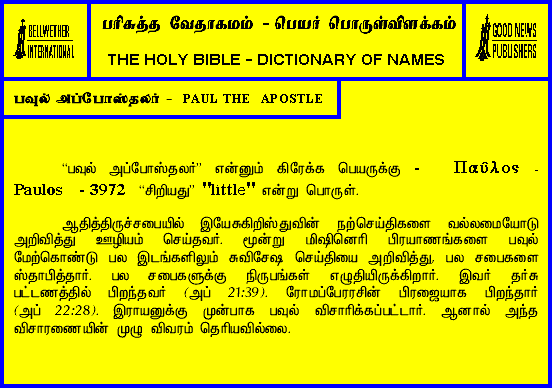 BELLWETHER
INTERNATIONAL
பரிசுத்த வேதாகமம் - பெயர் பொருள்விளக்கம்
THE HOLY BIBLE - DICTIONARY OF NAMES
GOOD NEWS
PUBLISHERS
பவுல் அப்போஸ்தலர் - PAUL THE APOSTLE
“பவுல் அப்போஸ்தலர்” என்னும் கிரேக்க பெயருக்கு - Παῦλος -
Paulos - 3972 “சிறியது” "little" என்று பொருள்.
ஆதித்திருச்சபையில் இயேசுகிறிஸ்துவின் நற்செய்திகளை வல்லமையோடு
அறிவித்து ஊழியம் செய்தவர். மூன்று மிஷினெரி பிரயாணங்களை பவுல்
மேற்கொண்டு பல இடங்களிலும் சுவிசேஷ செய்தியை அறிவித்து, பல சபைகளை
ஸ்தாபித்தார். பல சபைகளுக்கு நிருபங்கள் எழுதியிருக்கிறார். இவர் தர்சு
பட்டணத்தில் பிறந்தவர் (அப் 21:39). ரோமப்பேரரசின் பிரஜையாக பிறந்தார்
(அப் 22:28). இராயனுக்கு முன்பாக பவுல் விசாரிக்கப்பட்டார். ஆனால் அந்த
விசாரணையின் முழு விவரம் தெரியவில்லை.